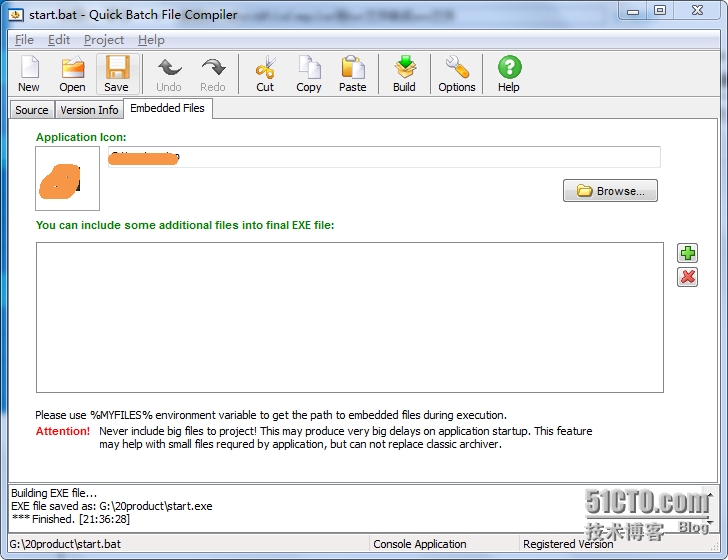 start.bat - Quick Batch File Compiler
File Edit Project Help
New Open Save Undo Redo Cut Copy Paste Build Options Help
Source Version Info Embedded Files
Application Icon:
Browse...
You can include some additional files into final EXE file:
Please use %MYFILES% environment variable to get the path to embedded files during execution.
Attention! Never include big files to project! This may produce very big delays on application startup. This feature
may help with small files requred by application, but can not replace classic archiver.
Building EXE file...
EXE file saved as: G:\20product\start.exe
*** Finished. [21:36:28]
51CTO.com
技术博客 Blog
G:\20product\start.bat Console Application Registered Version